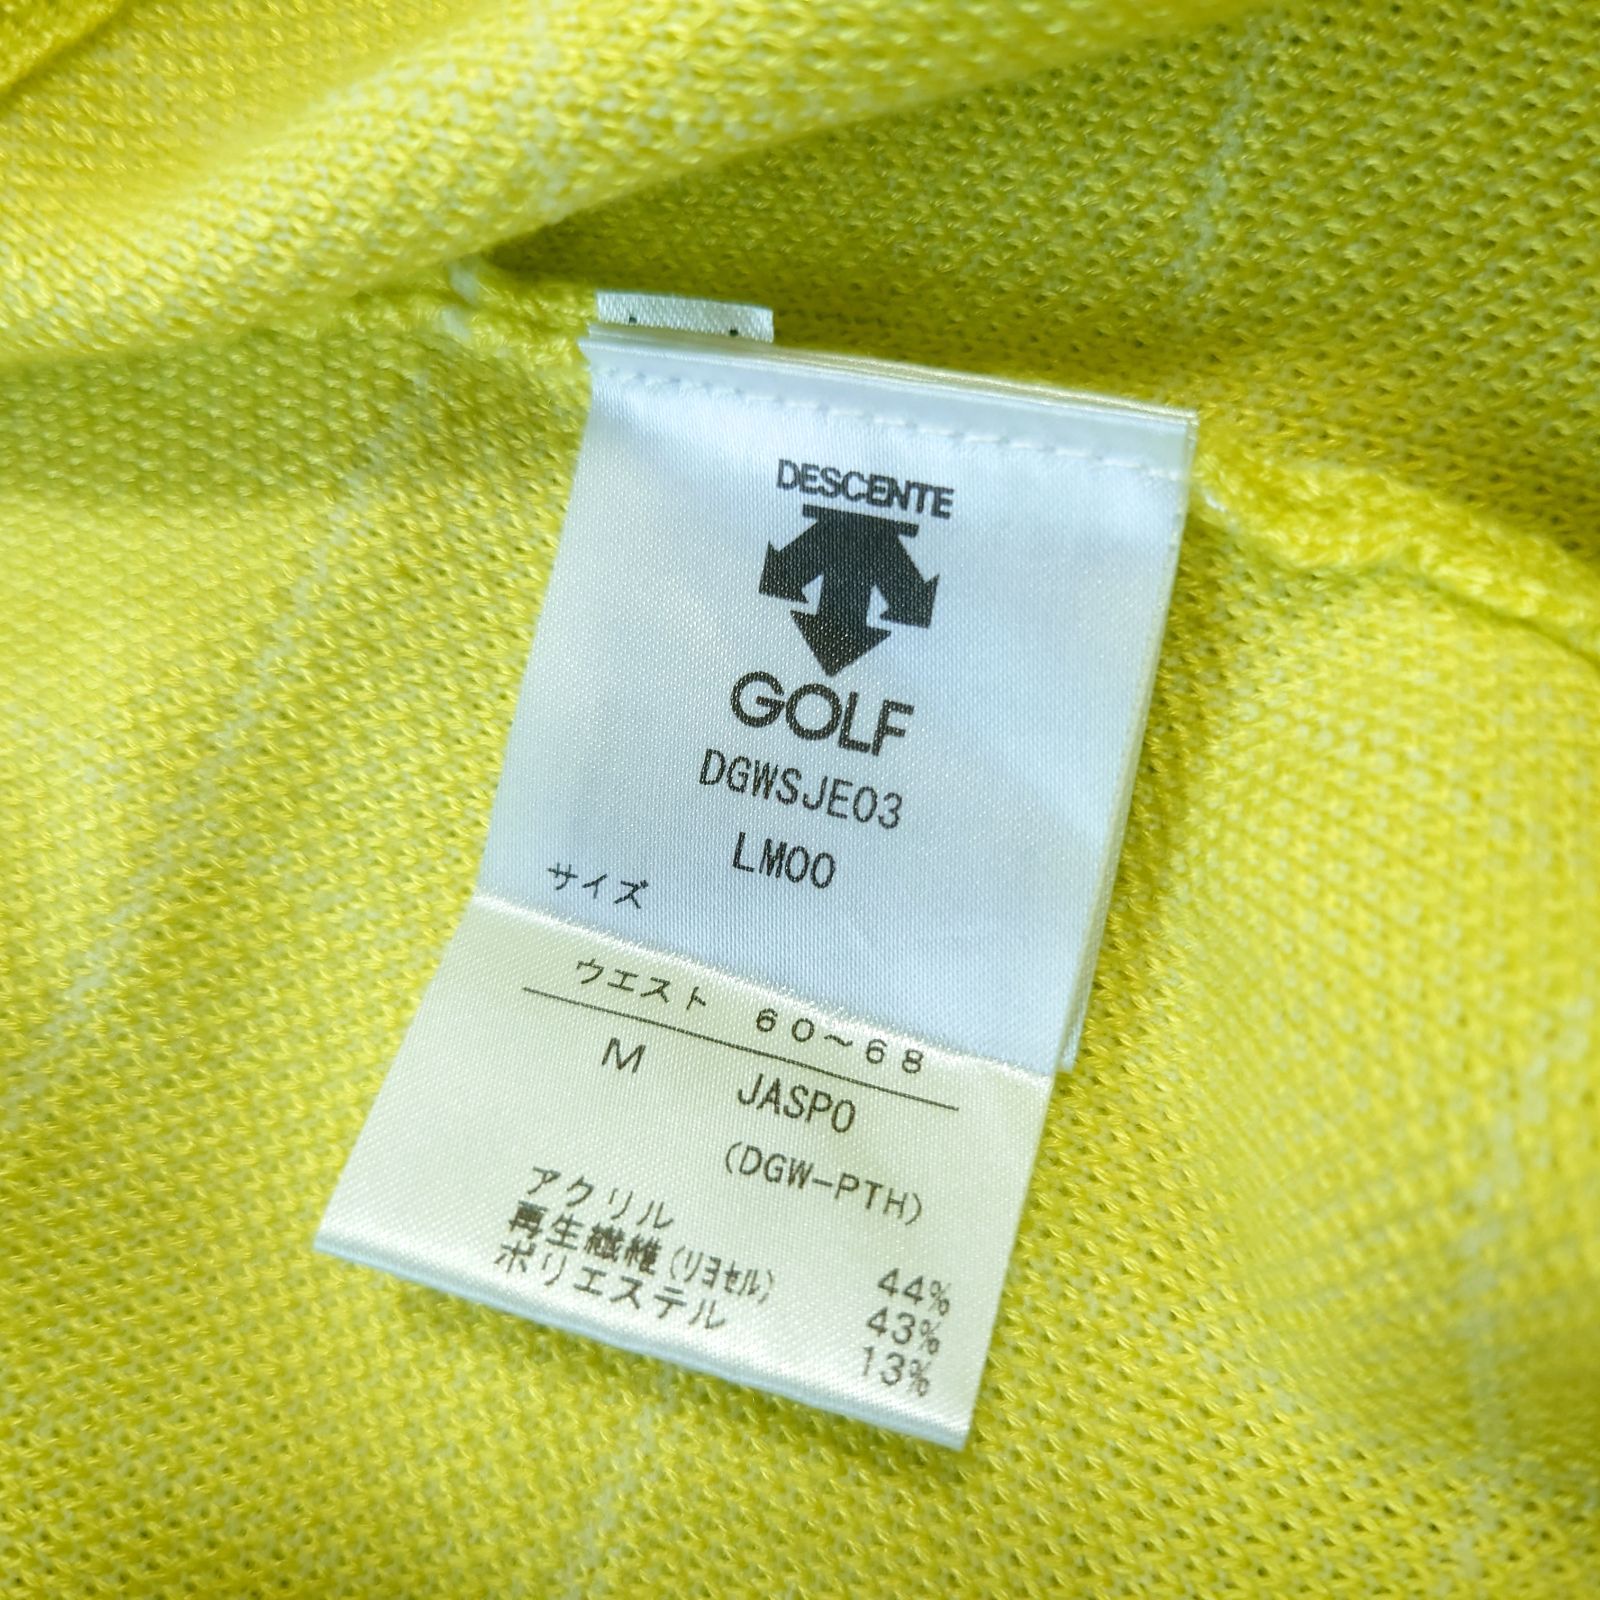 DESCENTE
GOLF
DGWSJE03
LM00
サイズ
ウエスト 60~68
M JASPO
(DGW-PTH)
アクリル 44%
再生繊維(リヨセル) 43%
ポリエステル 13%